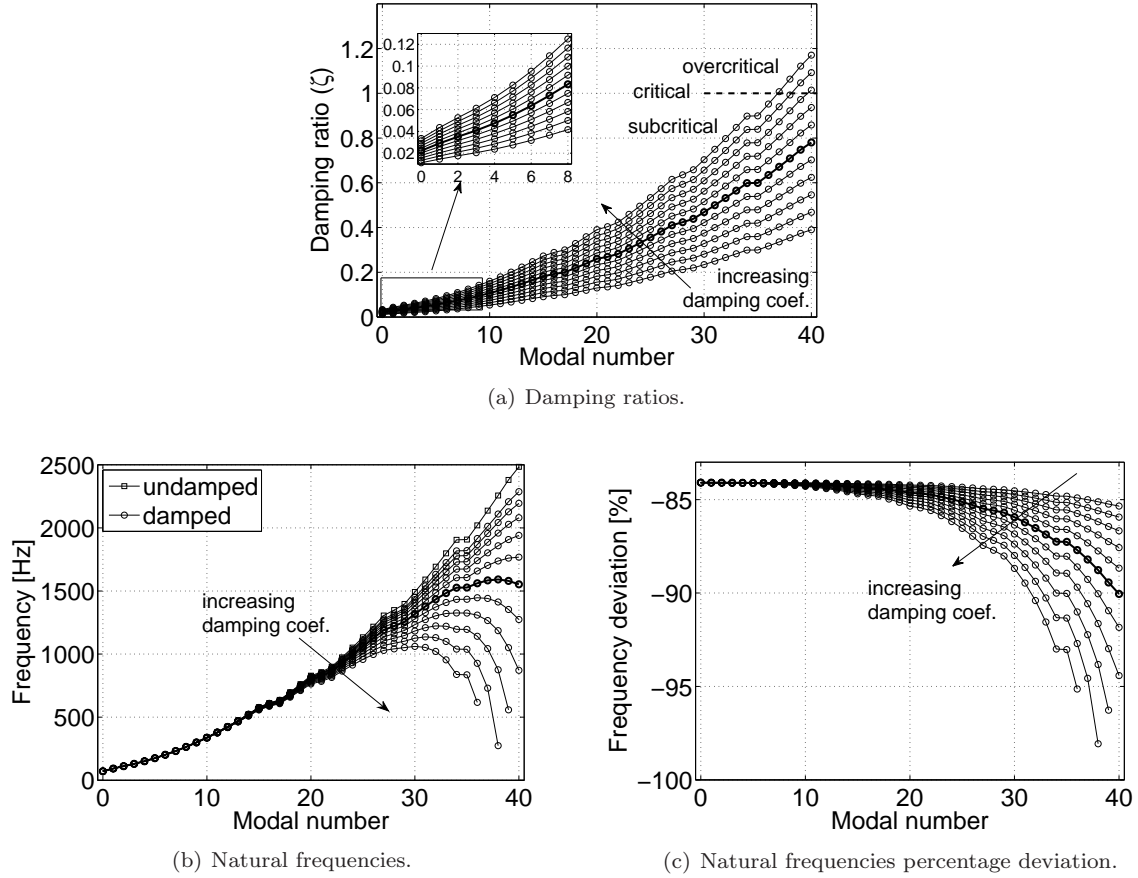 1.2
1
0.8
0.6
0.4
0.2
0
Damping ratio (ζ)
0.12
0.1
0.08
0.06
0.04
0.02
0 2 4 6 8
overcritical
critical
subcritical
increasing
damping coef.
0 10 20 30 40
Modal number
(a) Damping ratios.
2500
2000
1500
1000
500
0
Frequency [Hz]
undamped
damped
increasing
damping coef.
0 10 20 30 40
Modal number
(b) Natural frequencies.
−85
−90
−95
−100
Frequency deviation [%]
increasing
damping coef.
0 10 20 30 40
Modal number
(c) Natural frequencies percentage deviation.